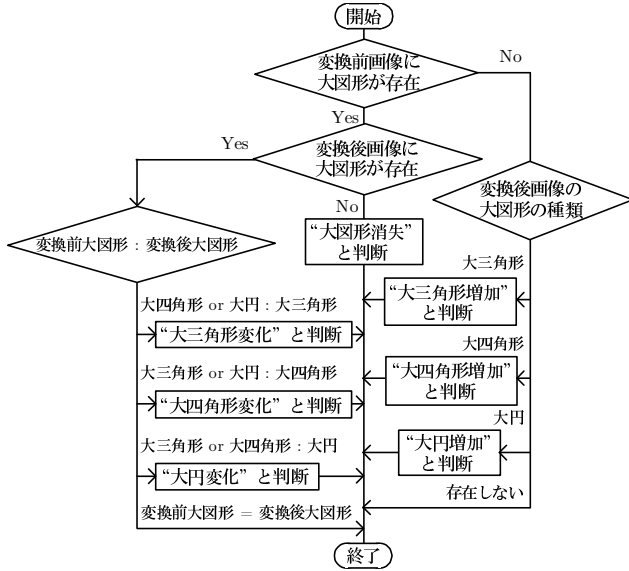 開始
変換前画像に
大図形が存在
No
Yes
変換後画像に
大図形が存在
Yes
No
変換後画像の
大図形の種類
変換前大図形 : 変換後大図形
“大図形消失”
と判断
大三角形
“大三角形増加”
と判断
大四角形 or 大円 : 大三角形
“大三角形変化” と判断
大四角形
“大四角形増加”
と判断
大三角形 or 大円 : 大四角形
“大四角形変化” と判断
大円
“大円増加”
と判断
大三角形 or 大四角形 : 大円
“大円変化” と判断
存在しない
変換前大図形 = 変換後大図形
終了